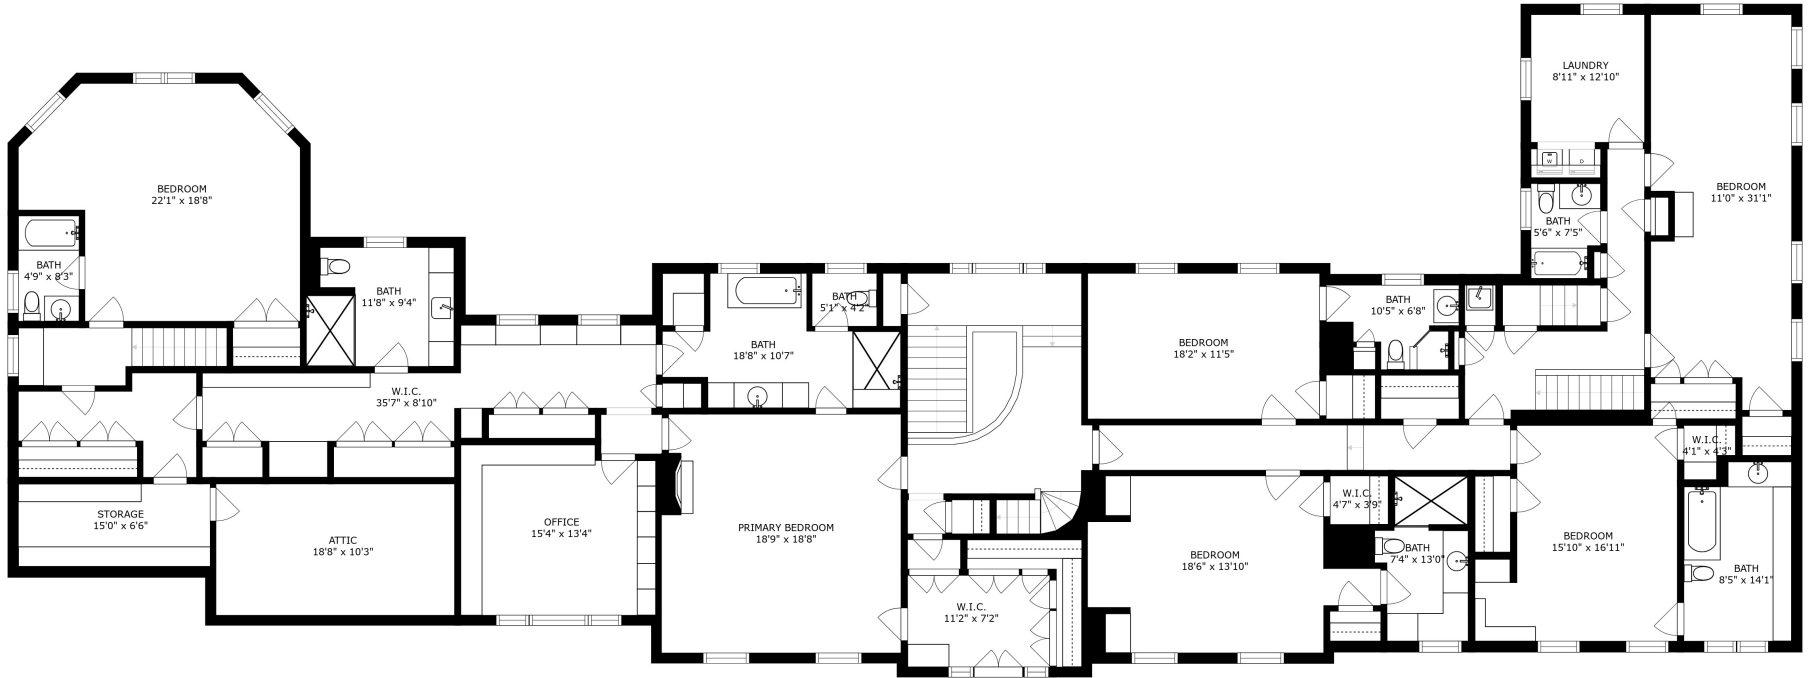 LAUNDRY
8'11" x 12'10"
BEDROOM
22'1" x 18'8"
BEDROOM
11'0" x 31'1"
W
D
BATH
5'6" x 7'5"
BATH
4'9" x 8'3"
BATH
11'8" x 9'4"
BATH
5'1" x 4'2"
BATH
10'5" x 6'8"
BATH
18'8" x 10'7"
BEDROOM
18'2" x 11'5"
W.I.C.
35'7" x 8'10"
W.I.C.
4'1" x 4'3"
W.I.C.
4'7" x 3'9"
STORAGE
15'0" x 6'6"
OFFICE
15'4" x 13'4"
PRIMARY BEDROOM
18'9" x 18'8"
ATTIC
18'8" x 10'3"
BEDROOM
18'6" x 13'10"
BATH
7'4" x 13'0"
BEDROOM
15'10" x 16'11"
BATH
8'5" x 14'1"
W.I.C.
11'2" x 7'2"